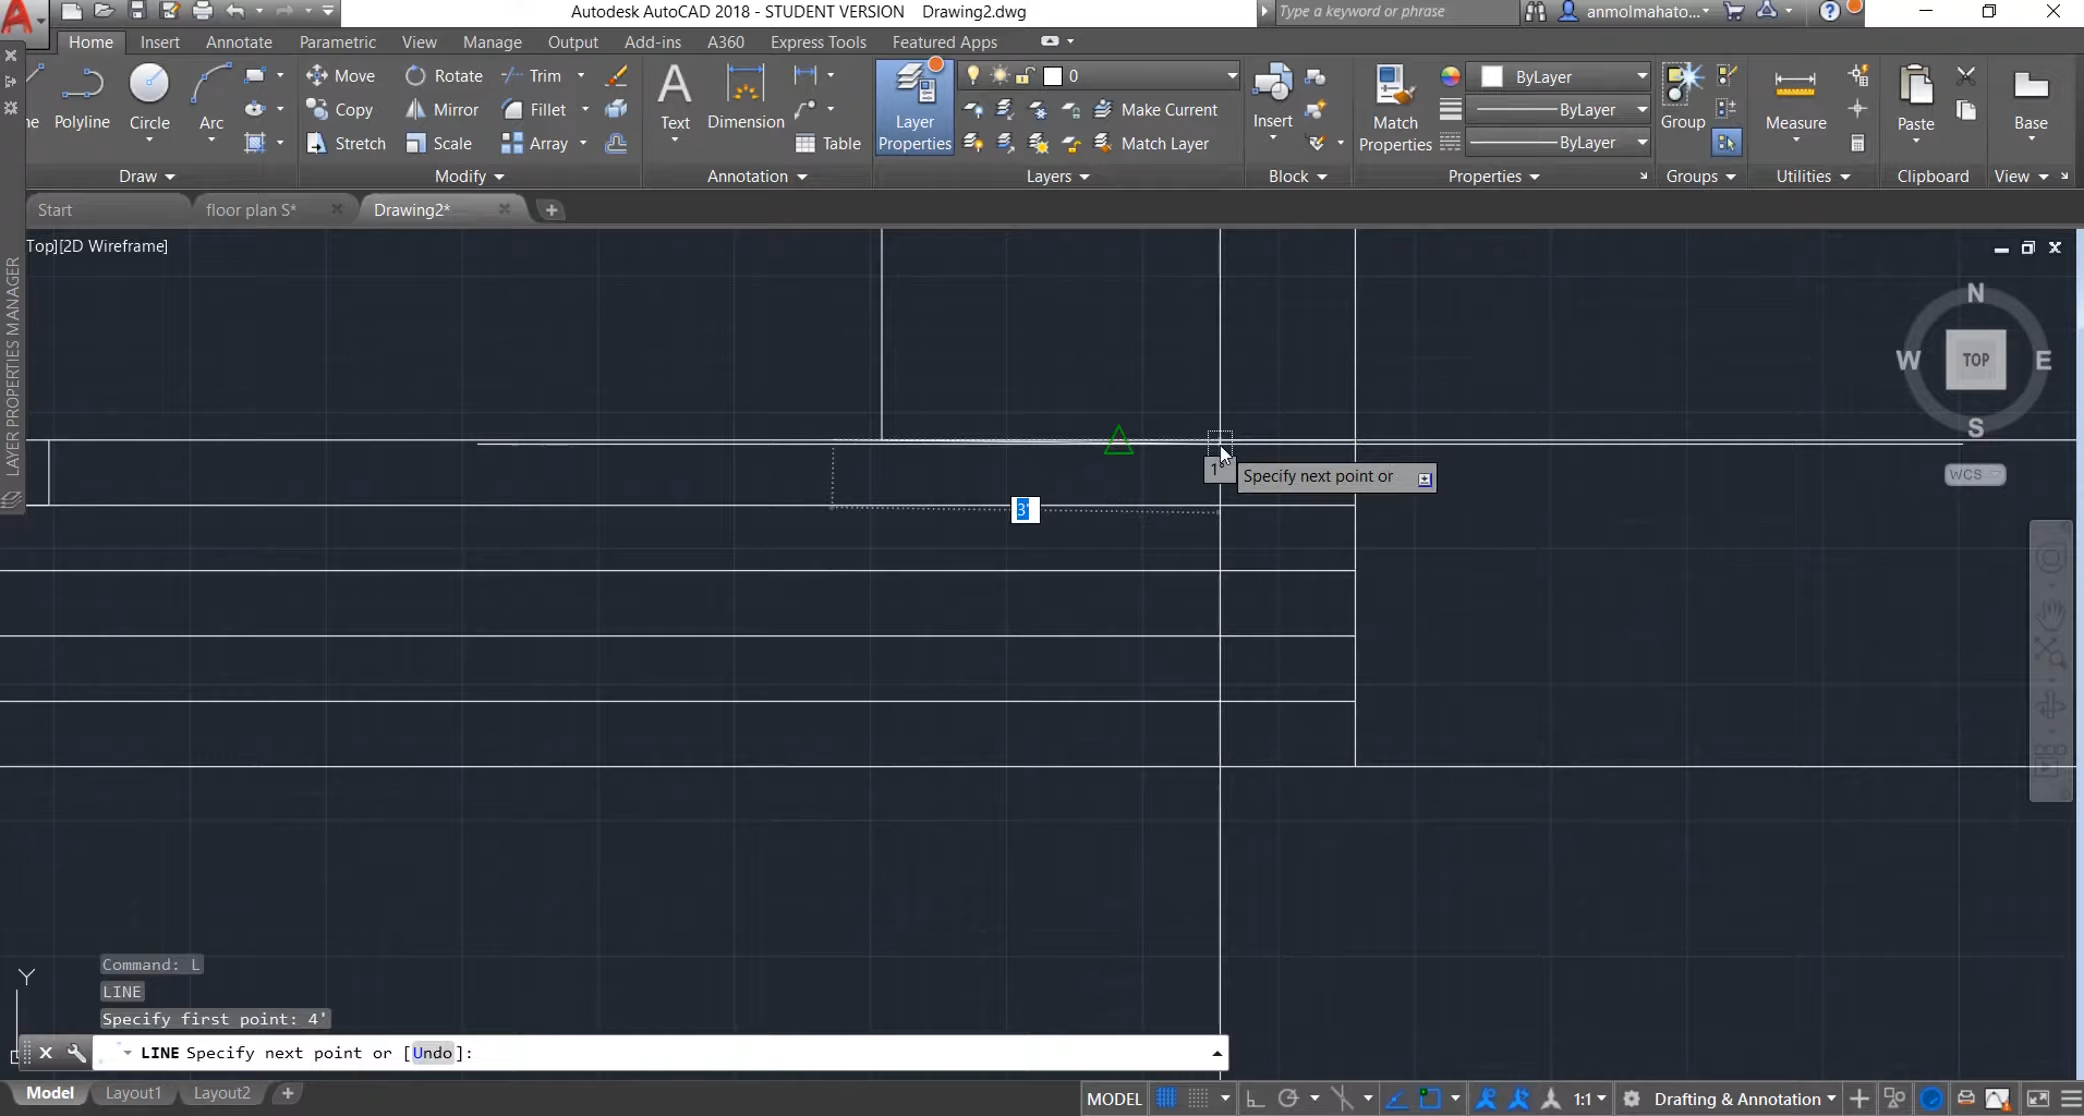 Autodesk AutoCAD 2018 - STUDENT VERSION Drawing2.dwg
Type a keyword or phrase
anmolmahato...
Home Insert Annotate Parametric View Manage Output Add-ins A360 Express Tools Featured Apps
Polyline Circle Arc
Move Rotate Trim
Copy Mirror Fillet
Stretch Scale Array
Text Dimension Table
Layer Properties
0
Make Current
Match Layer
Insert
Match Properties
ByLayer
ByLayer
ByLayer
Group
Measure
Paste
Base
Draw Modify Annotation Layers Block Properties Groups Utilities Clipboard View
Start floor plan S* Drawing2*
Top][2D Wireframe]
LAYER PROPERTIES MANAGER
N
W TOP E
S
WCS
Specify next point or
3'
Y
Command: L
LINE
Specify first point: 4'
LINE Specify next point or [Undo]:
Model Layout1 Layout2
MODEL 1:1 Drafting & Annotation